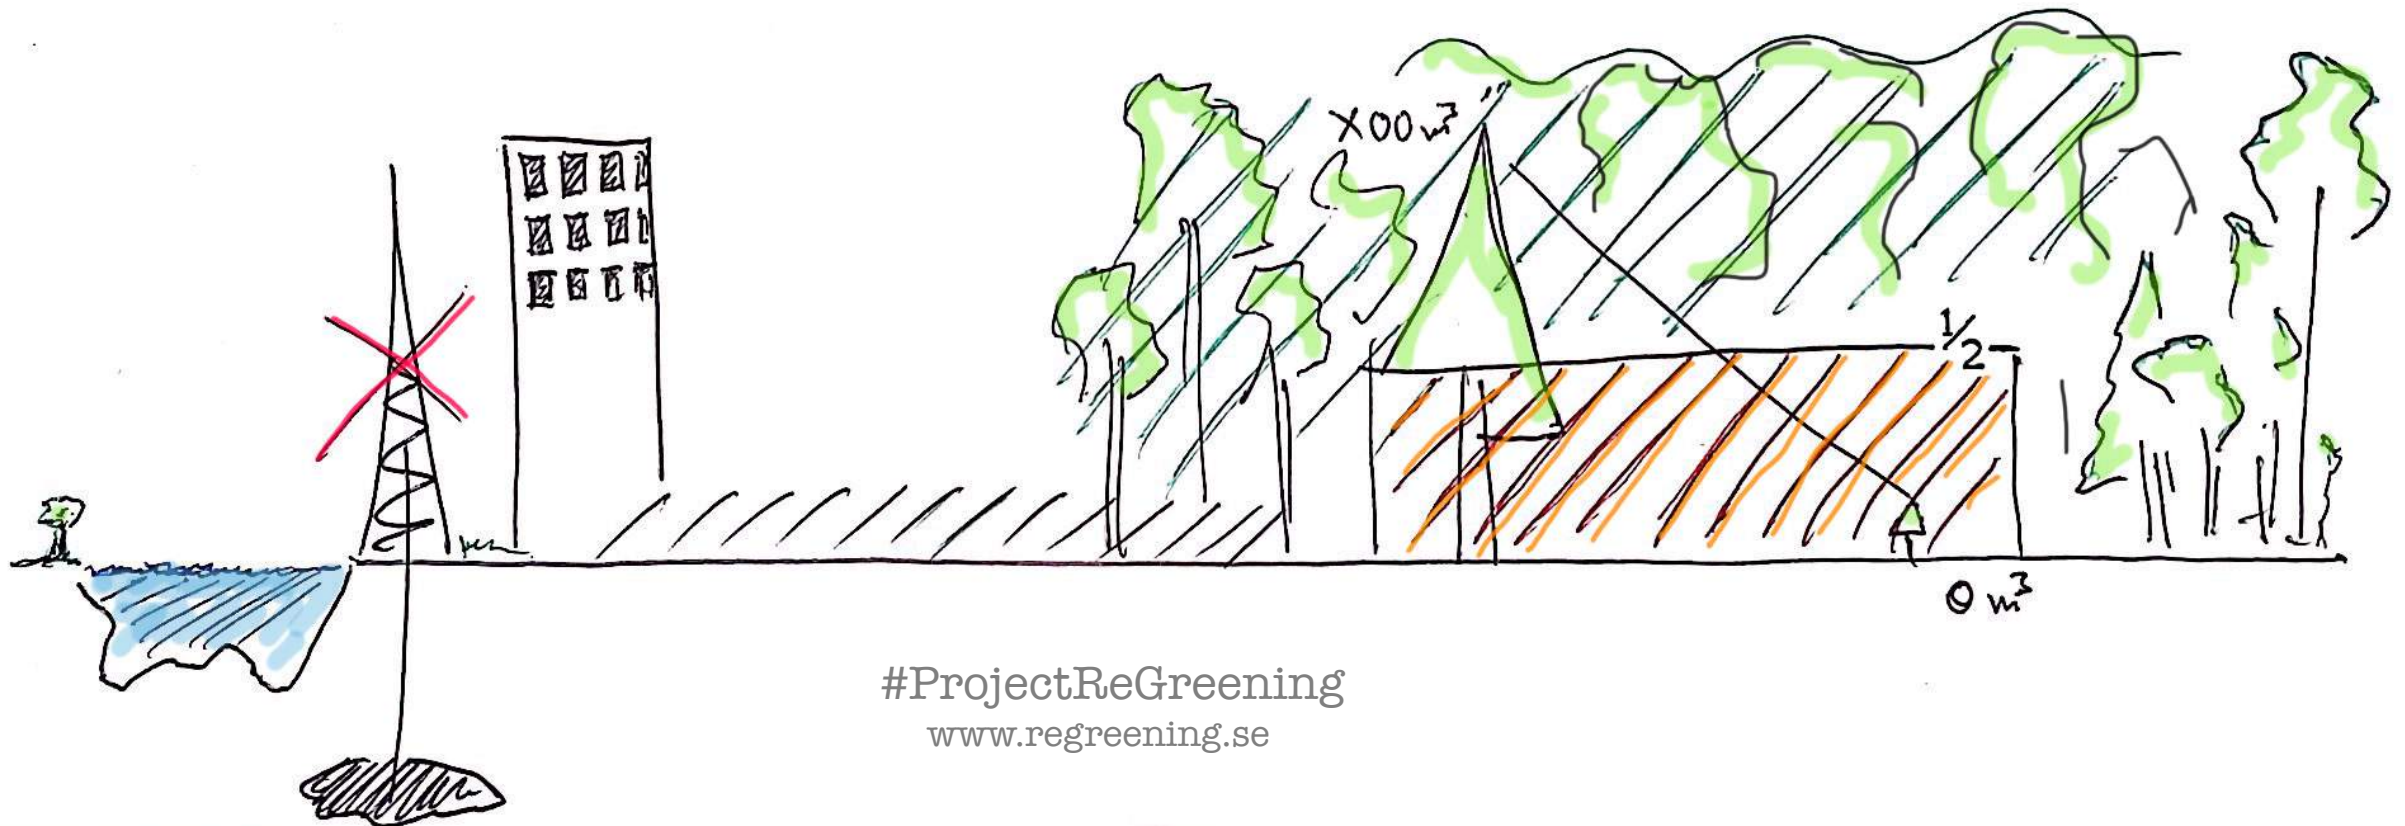 X00 m³
1/2
0 m³
#ProjectReGreening
www.regreening.se